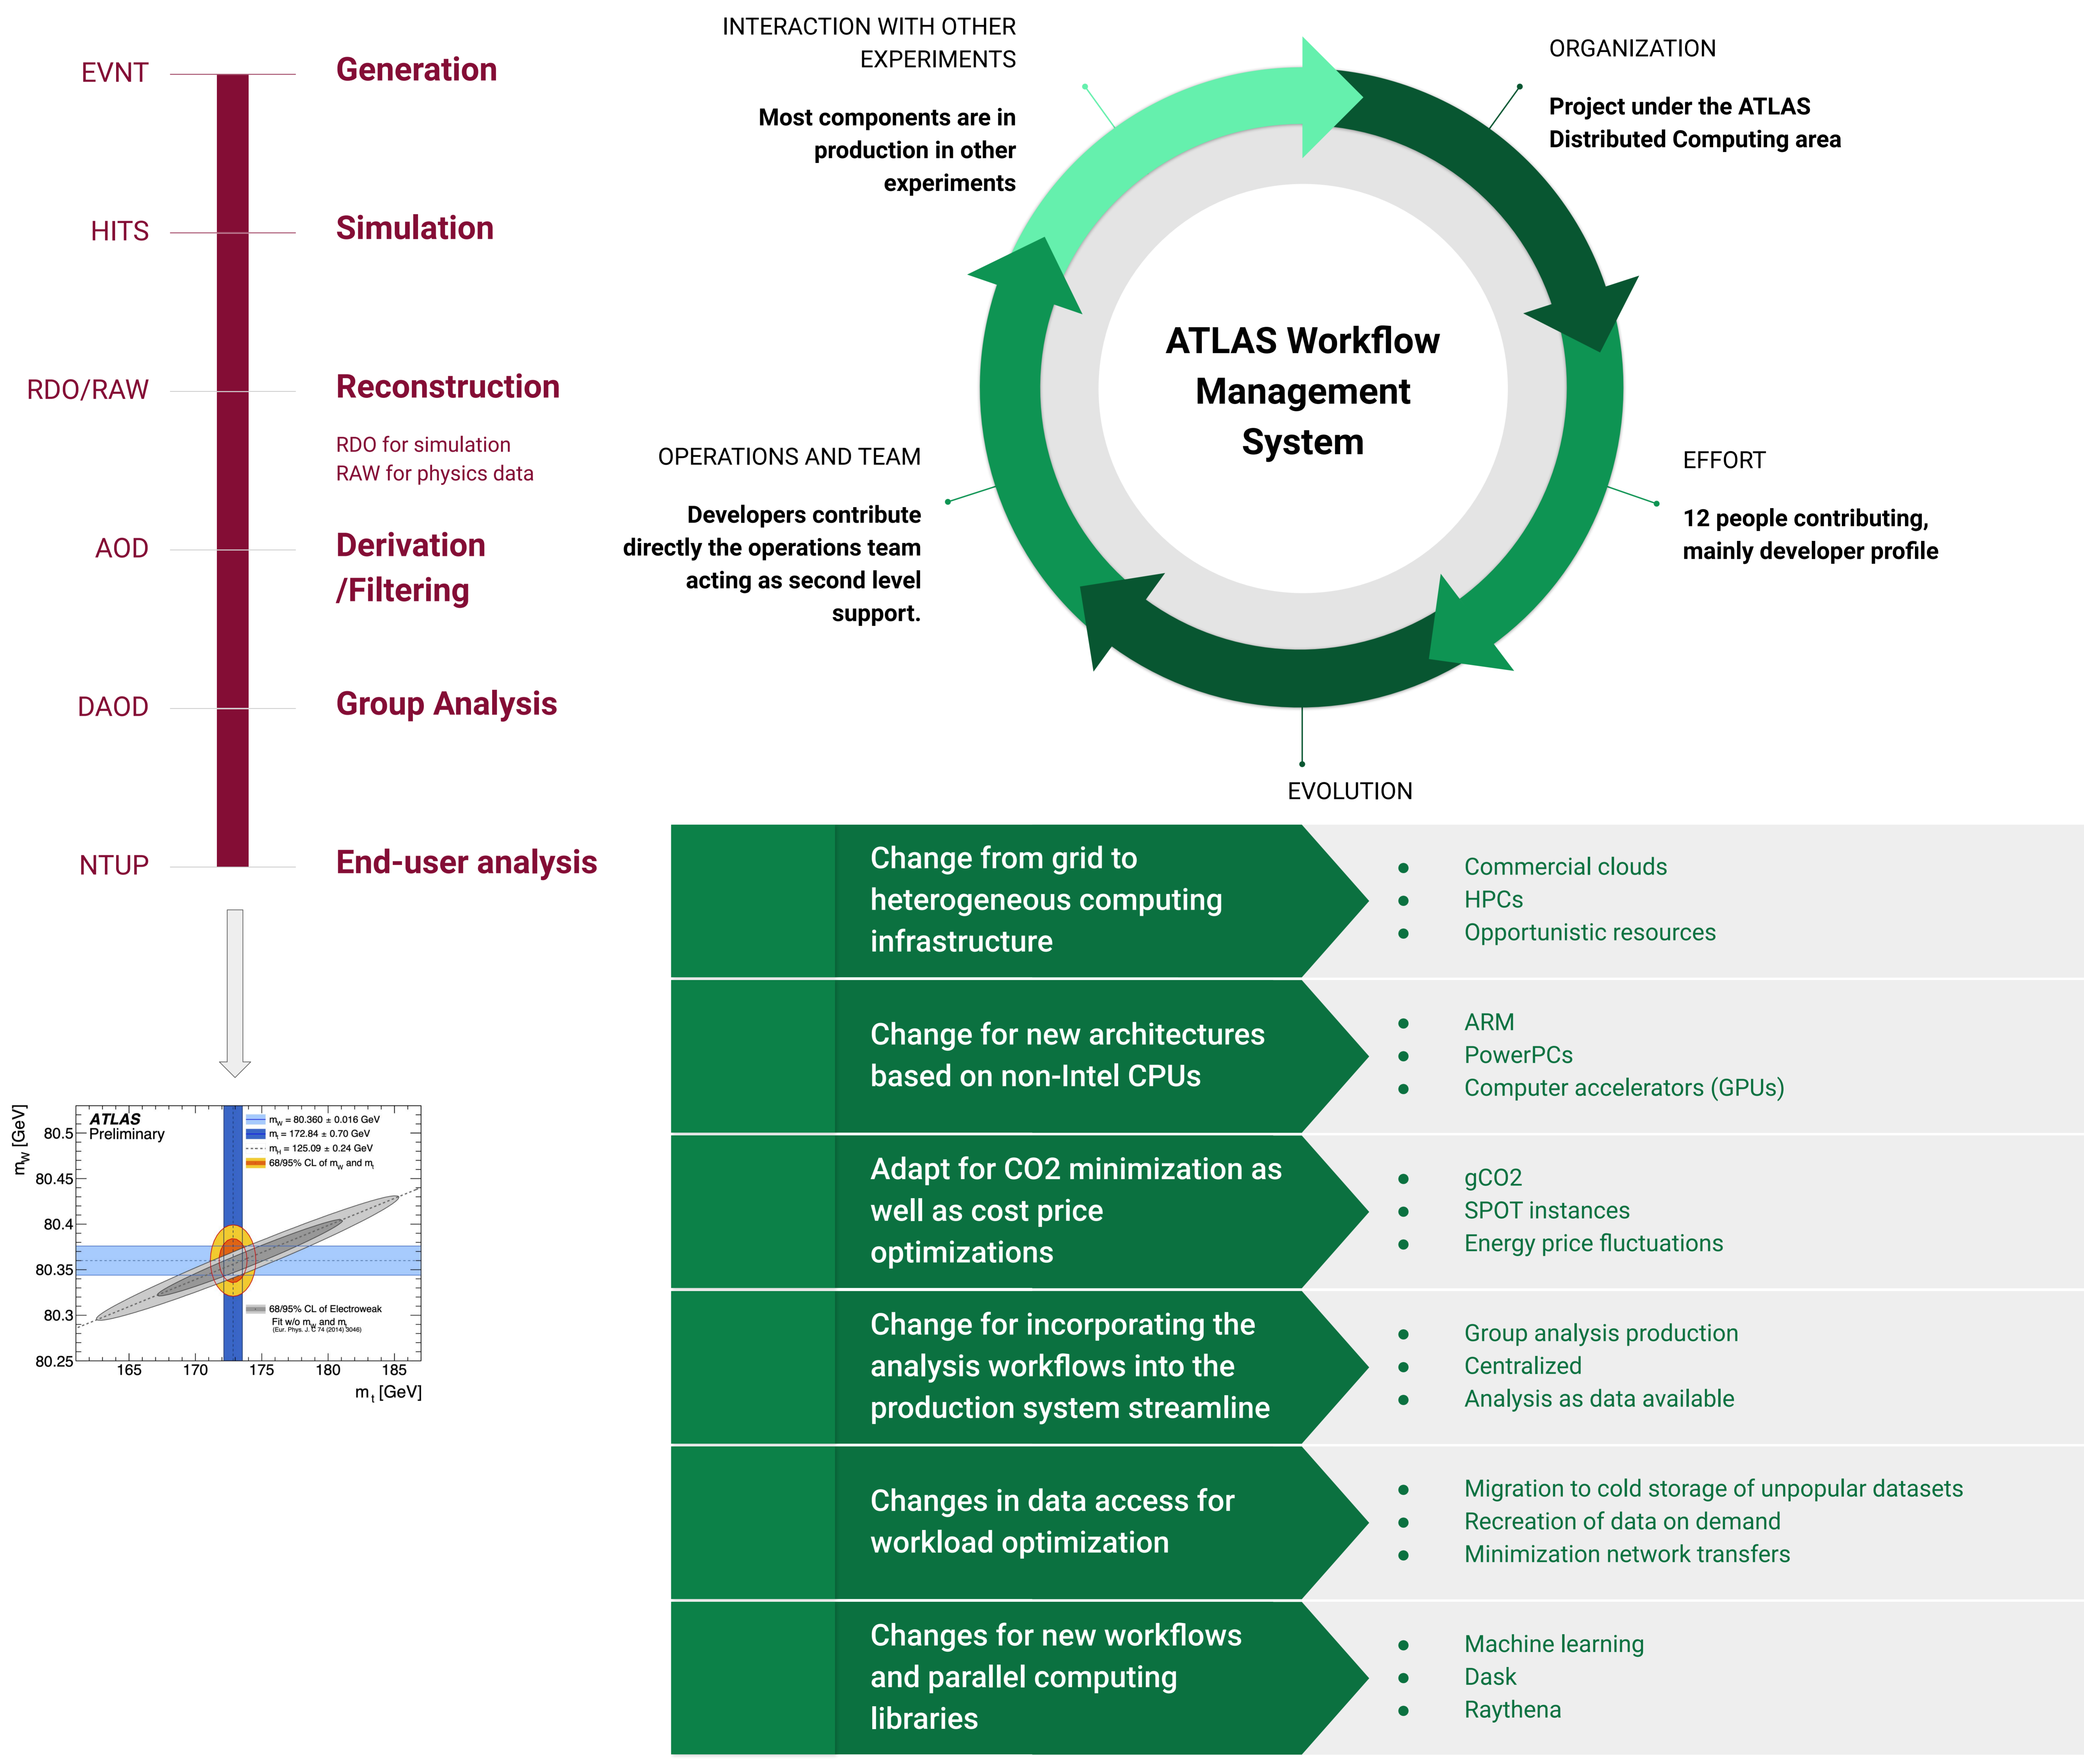 EVNT
Generation
HITS
Simulation
RDO/RAW
Reconstruction
RDO for simulation
RAW for physics data
AOD
Derivation
/Filtering
DAOD
Group Analysis
NTUP
End-user analysis
m_W [GeV]
80.5
80.45
80.4
80.35
80.3
80.25
165
170
175
180
185
m_t [GeV]
ATLAS
Preliminary
m_W = 80.360 ± 0.016 GeV
m_t = 172.84 ± 0.70 GeV
m_H = 125.09 ± 0.24 GeV
68/95% CL of m_W and m_t
68/95% CL of Electroweak
Fit w/o m_W and m_t
(Eur. Phys. J. C 74 (2014) 3046)
INTERACTION WITH OTHER
EXPERIMENTS
Most components are in
production in other
experiments
ORGANIZATION
Project under the ATLAS
Distributed Computing area
ATLAS Workflow
Management
System
OPERATIONS AND TEAM
Developers contribute
directly the operations team
acting as second level
support.
EFFORT
12 people contributing,
mainly developer profile
EVOLUTION
Change from grid to
heterogeneous computing
infrastructure
● Commercial clouds
● HPCs
● Opportunistic resources
Change for new architectures
based on non-Intel CPUs
● ARM
● PowerPCs
● Computer accelerators (GPUs)
Adapt for CO2 minimization as
well as cost price
optimizations
● gCO2
● SPOT instances
● Energy price fluctuations
Change for incorporating the
analysis workflows into the
production system streamline
● Group analysis production
● Centralized
● Analysis as data available
Changes in data access for
workload optimization
● Migration to cold storage of unpopular datasets
● Recreation of data on demand
● Minimization network transfers
Changes for new workflows
and parallel computing
libraries
● Machine learning
● Dask
● Raythena